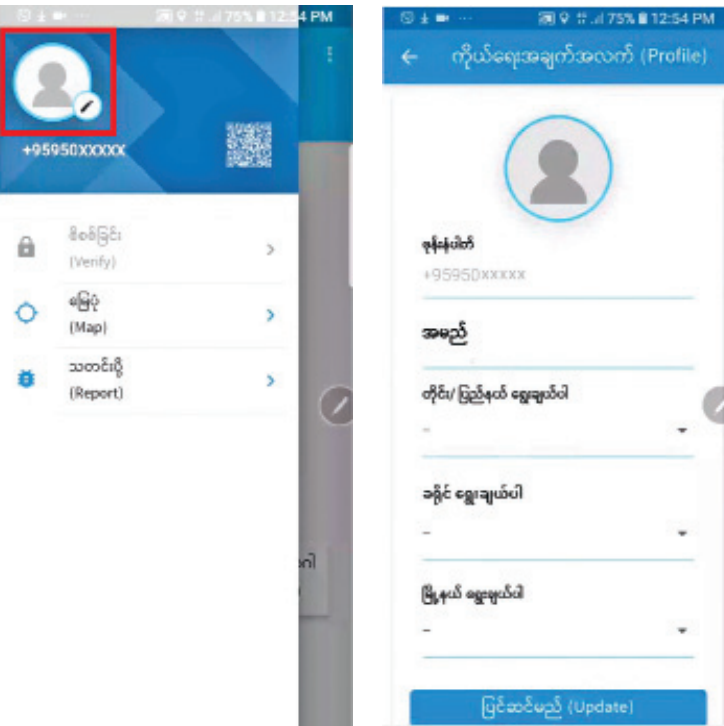 75% 12:54 PM
+95950XXXXX
စိစစ်ခြင်း
(Verify)
မြေပုံ
(Map)
သတင်းပို့
(Report)
75% 12:54 PM
ကိုယ်ရေးအချက်အလက် (Profile)
ဖုန်းနံပါတ်
+95950XXXXX
အမည်
တိုင်း/ ပြည်နယ် ရွေးချယ်ပါ
-
ခရိုင် ရွေးချယ်ပါ
-
မြို့နယ် ရွေးချယ်ပါ
-
ပြင်ဆင်မည် (Update)